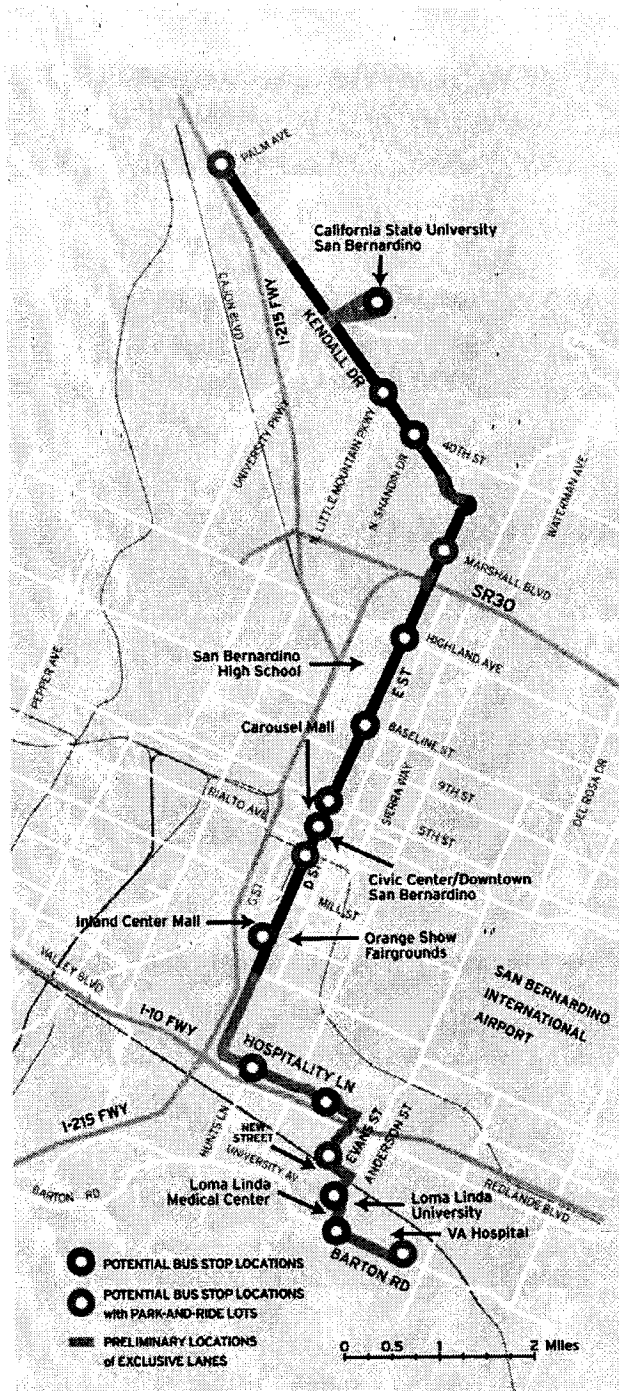 PALM AVE
California State University
San Bernardino
CAJON BLVD
I-215 FWY
KENDALL DR
UNIVERSITY PKWY
LITTLE MOUNTAIN PKWY
N. SHANDIN DR
40TH ST
WATERMAN AVE
MARSHALL BLVD
SR30
San Bernardino
High School
HIGHLAND AVE
E ST
PEPPER AVE
Carousel Mall
BASELINE ST
9TH ST
SIERRA WAY
5TH ST
DEL ROSA DR
RIALTO AVE
D ST
G ST
Civic Center/Downtown
San Bernardino
MILL ST
Inland Center Mall
Orange Show
Fairgrounds
VALLEY BLVD
I-10 FWY
SAN BERNARDINO
INTERNATIONAL
AIRPORT
HOSPITALITY LN
I-215 FWY
HUNTS LN
NEW
STREET
EVANS ST
ANDERSON ST
UNIVERSITY AV
REDLANDS BLVD
BARTON RD
Loma Linda
Medical Center
Loma Linda
University
VA Hospital
BARTON RD
POTENTIAL BUS STOP LOCATIONS
POTENTIAL BUS STOP LOCATIONS
with PARK-AND-RIDE LOTS
PRELIMINARY LOCATIONS
of EXCLUSIVE LANES
0 0.5 1 2 Miles